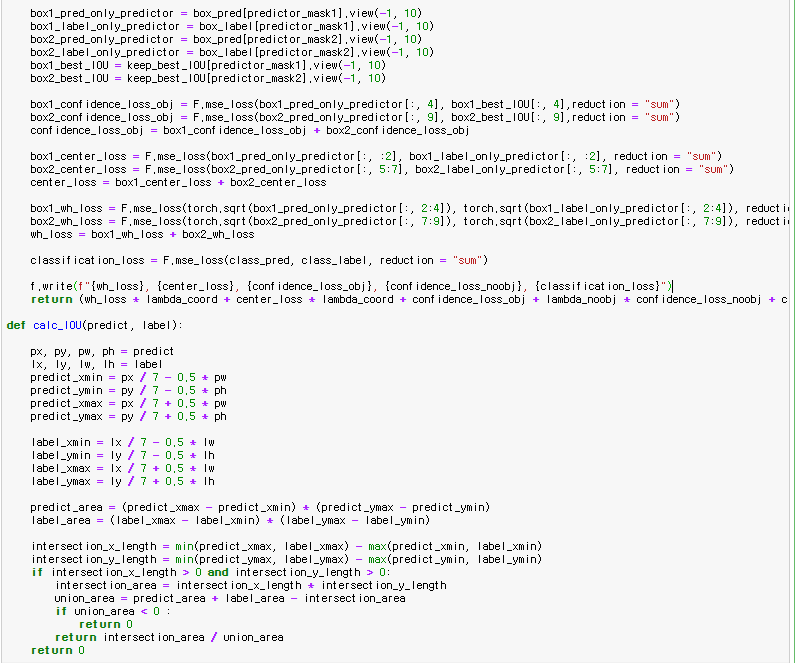 box1_pred_only_predictor = box_pred[predictor_mask1].view(-1, 10)
box1_label_only_predictor = box_label[predictor_mask1].view(-1, 10)
box2_pred_only_predictor = box_pred[predictor_mask2].view(-1, 10)
box2_label_only_predictor = box_label[predictor_mask2].view(-1, 10)
box1_best_IOU = keep_best_IOU[predictor_mask1].view(-1, 10)
box2_best_IOU = keep_best_IOU[predictor_mask2].view(-1, 10)
box1_confidence_loss_obj = F.mse_loss(box1_pred_only_predictor[:, 4], box1_best_IOU[:, 4],reduction = "sum")
box2_confidence_loss_obj = F.mse_loss(box2_pred_only_predictor[:, 9], box2_best_IOU[:, 9],reduction = "sum")
confidence_loss_obj = box1_confidence_loss_obj + box2_confidence_loss_obj
box1_center_loss = F.mse_loss(box1_pred_only_predictor[:, :2], box1_label_only_predictor[:, :2], reduction = "sum")
box2_center_loss = F.mse_loss(box2_pred_only_predictor[:, 5:7], box2_label_only_predictor[:, 5:7], reduction = "sum")
center_loss = box1_center_loss + box2_center_loss
box1_wh_loss = F.mse_loss(torch.sqrt(box1_pred_only_predictor[:, 2:4]), torch.sqrt(box1_label_only_predictor[:, 2:4]), reducti
box2_wh_loss = F.mse_loss(torch.sqrt(box2_pred_only_predictor[:, 7:9]), torch.sqrt(box2_label_only_predictor[:, 7:9]), reducti
wh_loss = box1_wh_loss + box2_wh_loss
classification_loss = F.mse_loss(class_pred, class_label, reduction = "sum")
f.write(f"{wh_loss}, {center_loss}, {confidence_loss_obj}, {confidence_loss_noobj}, {classification_loss}")
return (wh_loss * lambda_coord + center_loss * lambda_coord + confidence_loss_obj + lambda_noobj * confidence_loss_noobj + c
def calc_IOU(predict, label):
px, py, pw, ph = predict
lx, ly, lw, lh = label
predict_xmin = px / 7 - 0.5 * pw
predict_ymin = py / 7 - 0.5 * ph
predict_xmax = px / 7 + 0.5 * pw
predict_ymax = py / 7 + 0.5 * ph
label_xmin = lx / 7 - 0.5 * lw
label_ymin = ly / 7 - 0.5 * lh
label_xmax = lx / 7 + 0.5 * lw
label_ymax = ly / 7 + 0.5 * lh
predict_area = (predict_xmax - predict_xmin) * (predict_ymax - predict_ymin)
label_area = (label_xmax - label_xmin) * (label_ymax - label_ymin)
intersection_x_length = min(predict_xmax, label_xmax) - max(predict_xmin, label_xmin)
intersection_y_length = min(predict_ymax, label_ymax) - max(predict_ymin, label_ymin)
if intersection_x_length > 0 and intersection_y_length > 0:
intersection_area = intersection_x_length * intersection_y_length
union_area = predict_area + label_area - intersection_area
if union_area < 0 :
return 0
return intersection_area / union_area
return 0